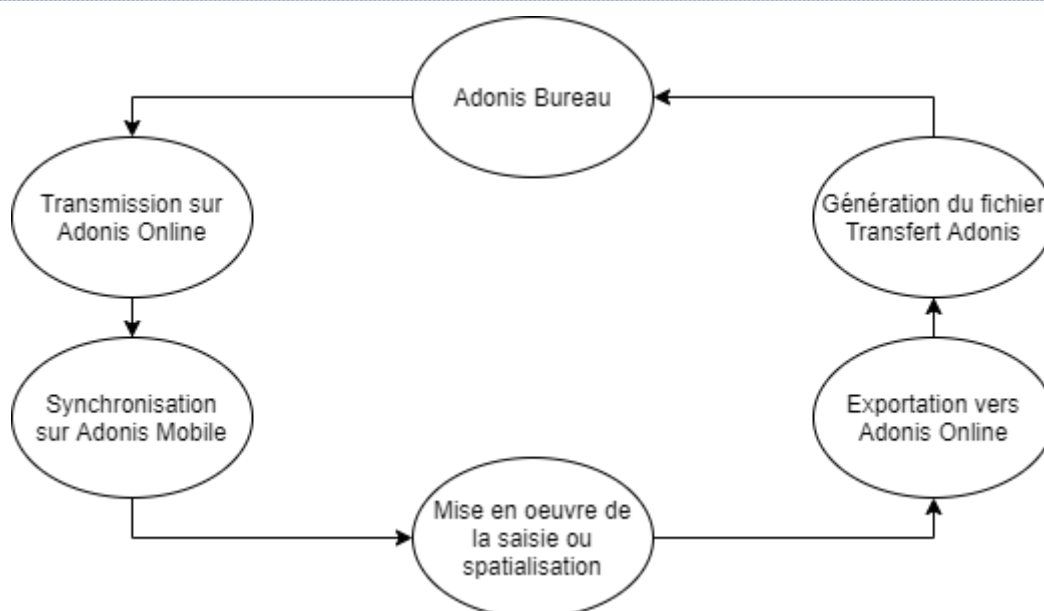 Adonis Bureau
Transmission sur
Adonis Online
Génération du fichier
Transfert Adonis
Synchronisation
sur Adonis Mobile
Exportation vers
Adonis Online
Mise en oeuvre de
la saisie ou
spatialisation